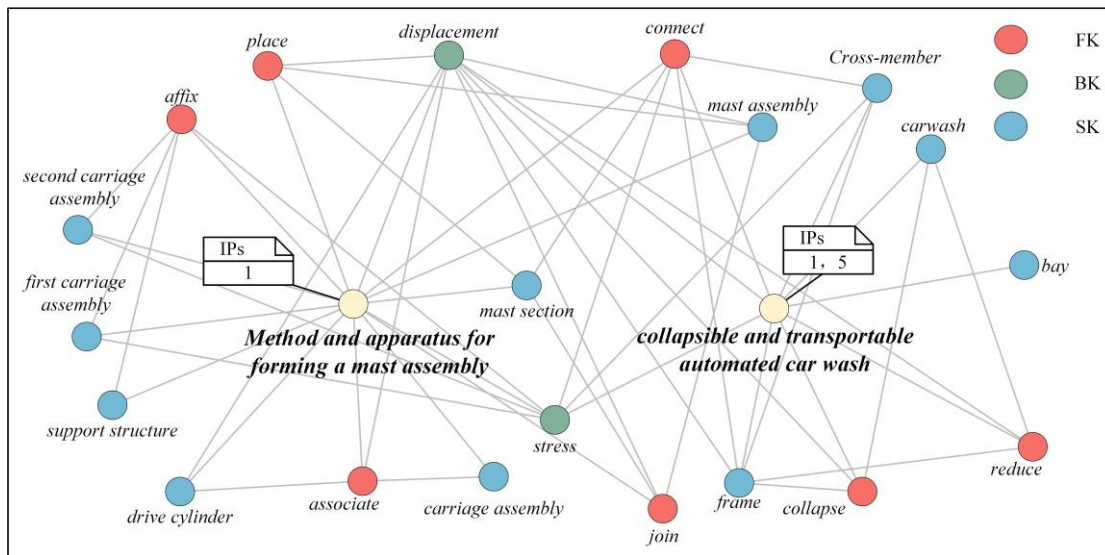 displacement
connect
place
Cross-member
FK
BK
SK
affix
mast assembly
carwash
second carriage
assembly
IPs
1
IPs
1，5
bay
first carriage
assembly
mast section
Method and apparatus for
forming a mast assembly
collapsible and transportable
automated car wash
support structure
stress
reduce
drive cylinder
associate
carriage assembly
join
frame
collapse